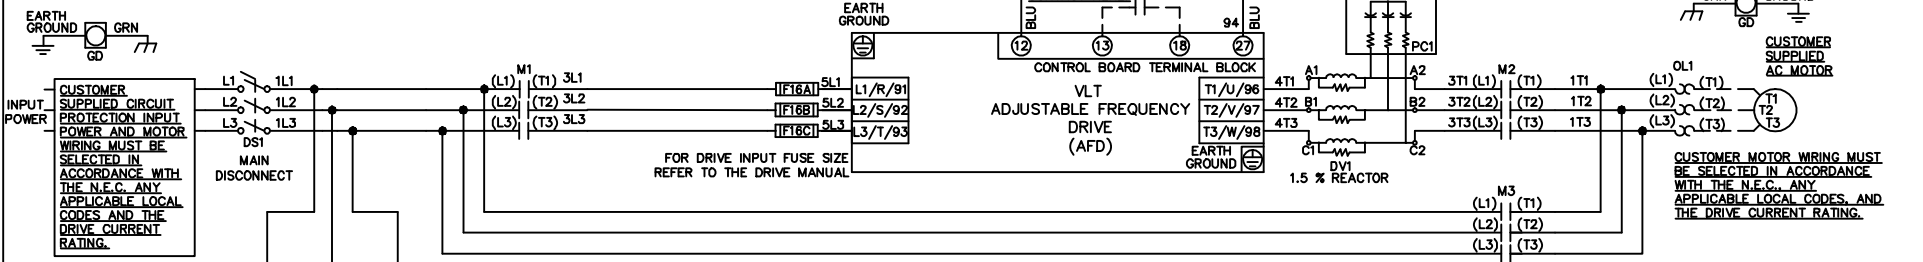 EARTH
GROUND
GRN
GD
INPUT
POWER
CUSTOMER
SUPPLIED CIRCUIT
PROTECTION INPUT
POWER AND MOTOR
WIRING MUST BE
SELECTED IN
ACCORDANCE WITH
THE N.E.C. ANY
APPLICABLE LOCAL
CODES AND THE
DRIVE CURRENT
RATING.
L1 1L1
L2 1L2
L3 1L3
DS1
MAIN
DISCONNECT
M1
(L1) (T1) 3L1
(L2) (T2) 3L2
(L3) (T3) 3L3
F16A 5L1
F16B 5L2
F16C 5L3
FOR DRIVE INPUT FUSE SIZE
REFER TO THE DRIVE MANUAL
EARTH
GROUND
BLU
94
BLU
12 13 18 27
CONTROL BOARD TERMINAL BLOCK
L1/R/91
L2/S/92
L3/T/93
VLT
ADJUSTABLE FREQUENCY
DRIVE
(AFD)
T1/U/96
T2/V/97
T3/W/98
EARTH
GROUND
4T1
4T2
4T3
A1 A2
B1 B2
C1 C2
PC1
DV1
1.5 % REACTOR
M2
3T1 (L1) (T1) 1T1
3T2 (L2) (T2) 1T2
3T3 (L3) (T3) 1T3
M3
(L1) (T1)
(L2) (T2)
(L3) (T3)
OL1
(L1) (T1)
(L2) (T2)
(L3) (T3)
T1
T2
T3
GD
CUSTOMER
SUPPLIED
AC MOTOR
CUSTOMER MOTOR WIRING MUST
BE SELECTED IN ACCORDANCE
WITH THE N.E.C., ANY
APPLICABLE LOCAL CODES, AND
THE DRIVE CURRENT RATING.